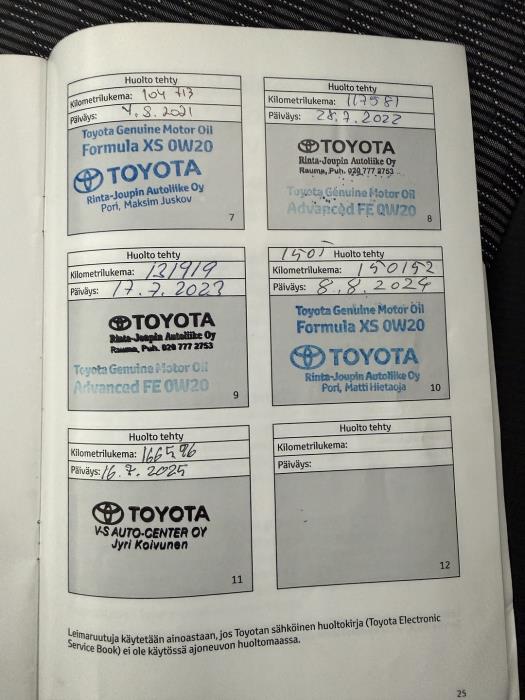 Huolto tehty
Kilometrilukema: 104 713
Päiväys: 4.8.2021
Toyota Genuine Motor Oil
Formula XS 0W20
TOYOTA
Rinta-Joupin Autoliike Oy
Pori, Maksim Juskov
7
Huolto tehty
Kilometrilukema: 117581
Päiväys: 28.7.2022
TOYOTA
Rinta-Joupin Autoliike Oy
Rauma, Puh. 020 777 2753
Toyota Genuine Motor Oil
Advanced FE 0W20
8
Huolto tehty
Kilometrilukema: 131919
Päiväys: 17.7.2023
TOYOTA
Rinta-Joupin Autoliike Oy
Rauma, Puh. 020 777 2753
Toyota Genuine Motor Oil
Advanced FE 0W20
9
Huolto tehty
Kilometrilukema: 150152
Päiväys: 8.8.2024
Toyota Genuine Motor Oil
Formula XS 0W20
TOYOTA
Rinta-Joupin Autoliike Oy
Pori, Matti Hietaoja
10
Huolto tehty
Kilometrilukema: 166596
Päiväys: 16.7.2025
TOYOTA
V-S AUTO-CENTER OY
Jyri Koivunen
11
Huolto tehty
Kilometrilukema:
Päiväys:
12
Leimaruutuja käytetään ainoastaan, jos Toyotan sähköinen huoltokirja (Toyota Electronic
Service Book) ei ole käytössä ajoneuvon huoltomaassa.
25